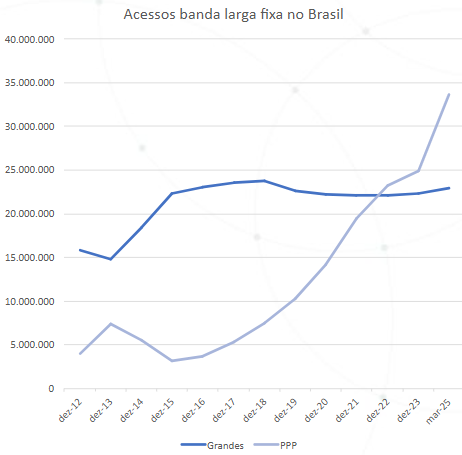 Acessos banda larga fixa no Brasil
40.000.000
35.000.000
30.000.000
25.000.000
20.000.000
15.000.000
10.000.000
5.000.000
0
dez-12
dez-13
dez-14
dez-15
dez-16
dez-17
dez-18
dez-19
dez-20
dez-21
dez-22
dez-23
mar-25
Grandes
PPP